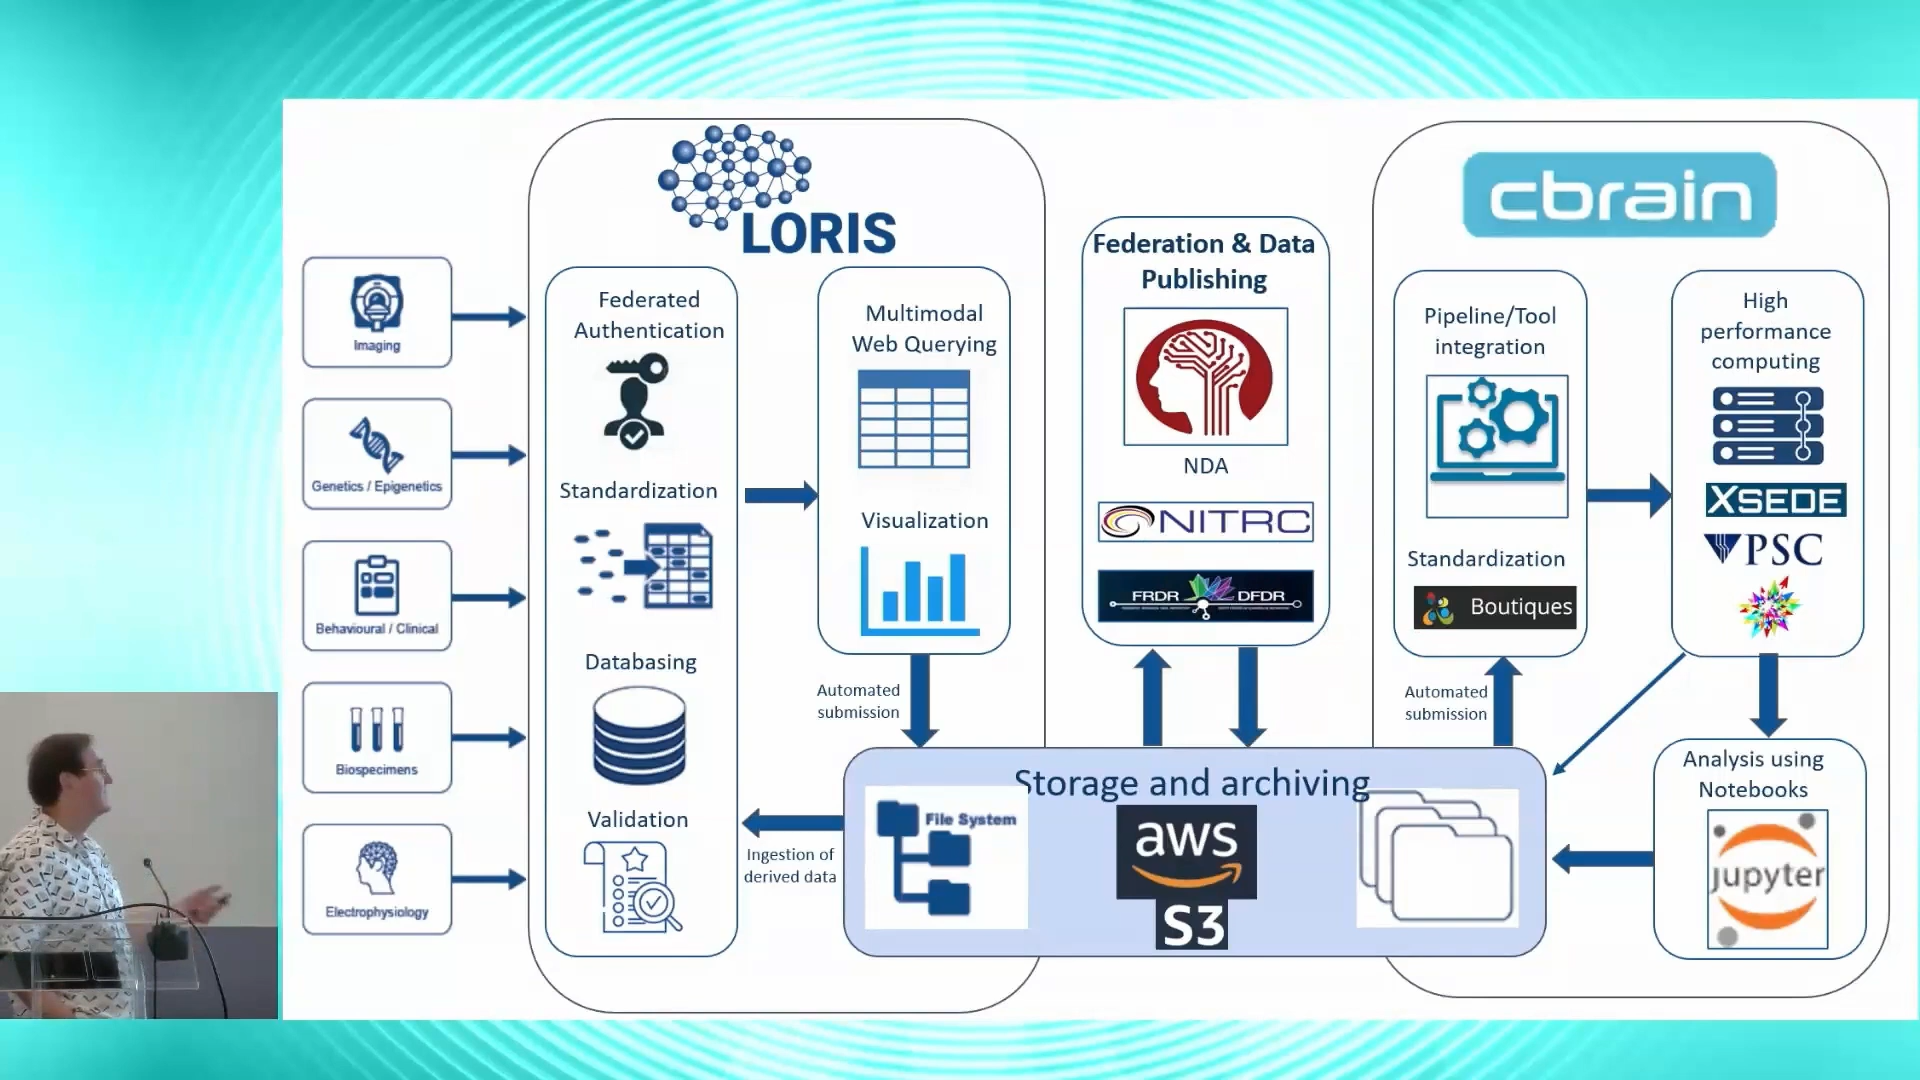 Imaging
Genetics / Epigenetics
Behavioural / Clinical
Biospecimens
Electrophysiology
LORIS
Federated
Authentication
Standardization
Databasing
Validation
Multimodal
Web Querying
Visualization
Automated
submission
Ingestion of
derived data
Federation & Data
Publishing
NDA
NITRC
FRDR DFDR
Storage and archiving
File System
aws
S3
cbrain
Pipeline/Tool
integration
Standardization
Boutiques
Automated
submission
High
performance
computing
XSEDE
PSC
Analysis using
Notebooks
jupyter